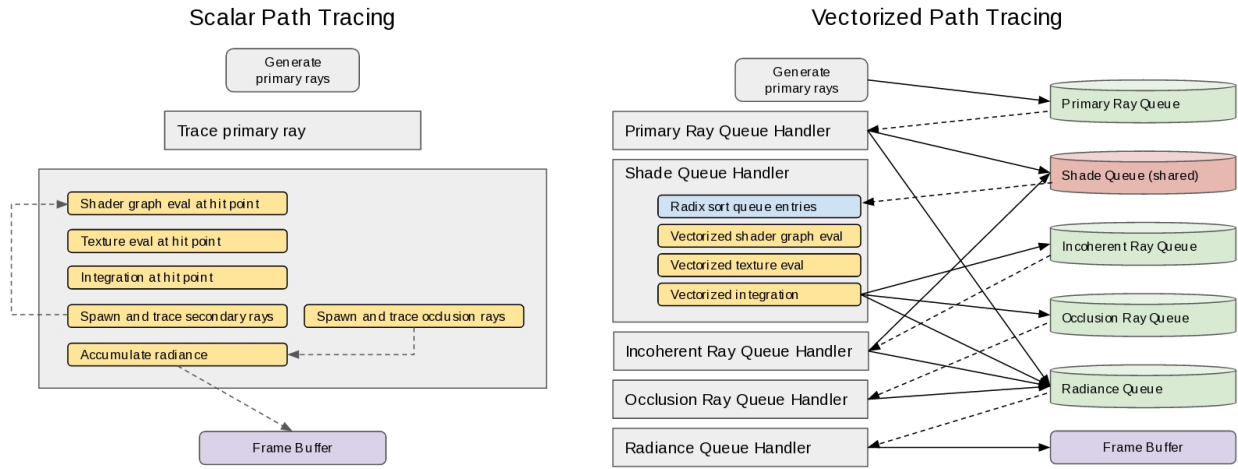 Scalar Path Tracing
Generate
primary rays
Trace primary ray
Shader graph eval at hit point
Texture eval at hit point
Integration at hit point
Spawn and trace secondary rays
Spawn and trace occlusion rays
Accumulate radiance
Frame Buffer
Vectorized Path Tracing
Generate
primary rays
Primary Ray Queue Handler
Shade Queue Handler
Radix sort queue entries
Vectorized shader graph eval
Vectorized texture eval
Vectorized integration
Incoherent Ray Queue Handler
Occlusion Ray Queue Handler
Radiance Queue Handler
Primary Ray Queue
Shade Queue (shared)
Incoherent Ray Queue
Occlusion Ray Queue
Radiance Queue
Frame Buffer